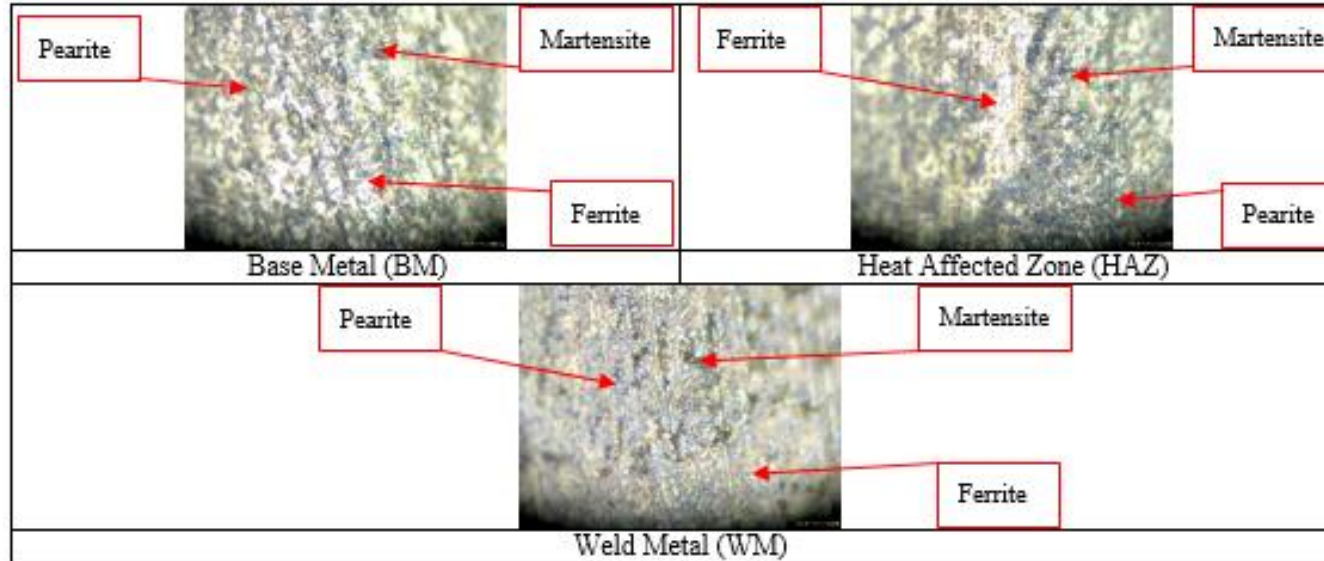 Pearite
Martensite
Ferrite
Base Metal (BM)
Ferrite
Martensite
Pearite
Heat Affected Zone (HAZ)
Pearite
Martensite
Ferrite
Weld Metal (WM)